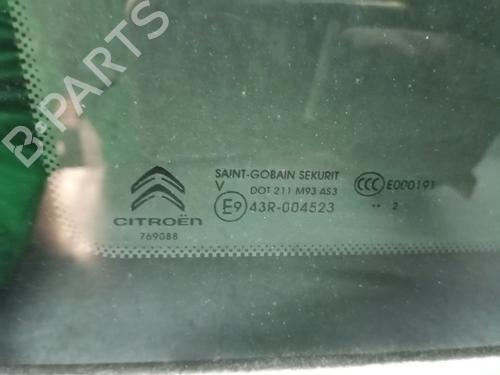 B-PARTS
SAINT-GOBAIN SEKURIT
V DOT 211 M93 AS3
E9 43R-004523
CCC E000191
·· 2
CITROËN
769088